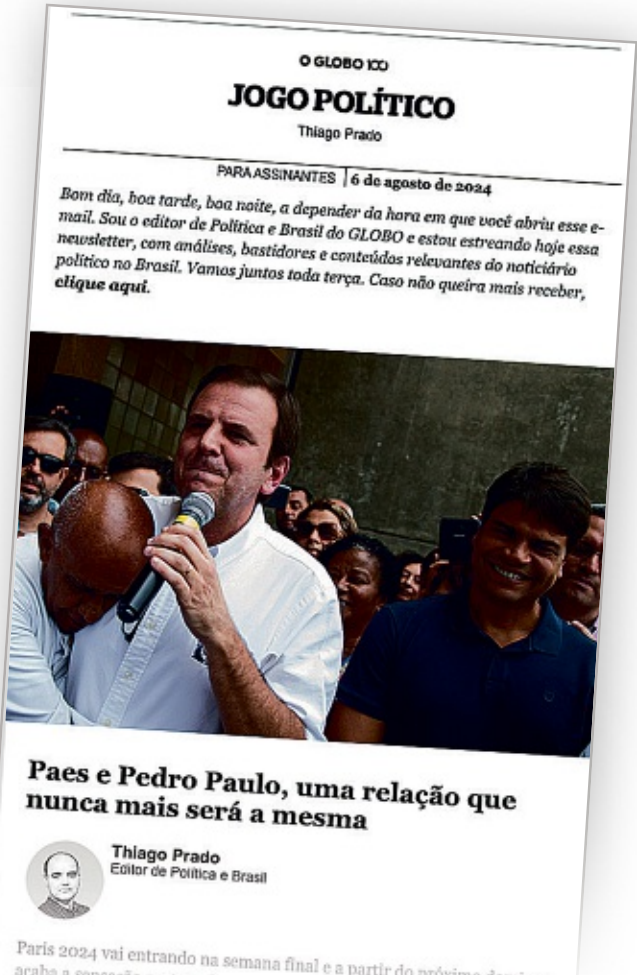 O GLOBO 100
JOGO POLÍTICO
Thiago Prado
PARA ASSINANTES | 6 de agosto de 2024
Bom dia, boa tarde, boa noite, a depender da hora em que você abriu esse e-
mail. Sou o editor de Política e Brasil do GLOBO e estou estreando hoje essa
newsletter, com análises, bastidores e conteúdos relevantes do noticiário
político no Brasil. Vamos juntos toda terça. Caso não queira mais receber,
clique aqui.
Paes e Pedro Paulo, uma relação que
nunca mais será a mesma
Thiago Prado
Editor de Política e Brasil
Paris 2024 vai entrando na semana final e a partir do próximo
acaba a sensação